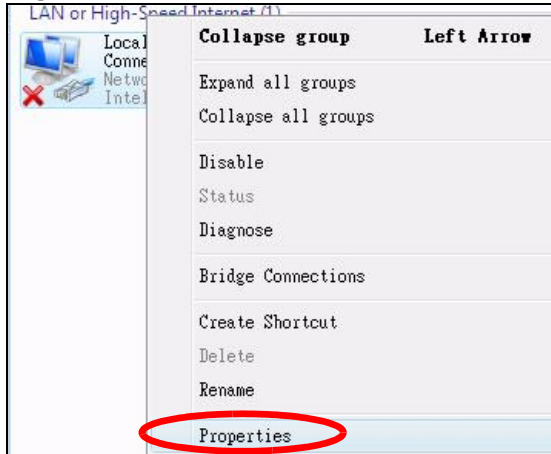 LAN or High-Speed Internet (1)
Local
Conne
Netwo
Intel
Collapse group Left Arrow
Expand all groups
Collapse all groups
Disable
Status
Diagnose
Bridge Connections
Create Shortcut
Delete
Rename
Properties